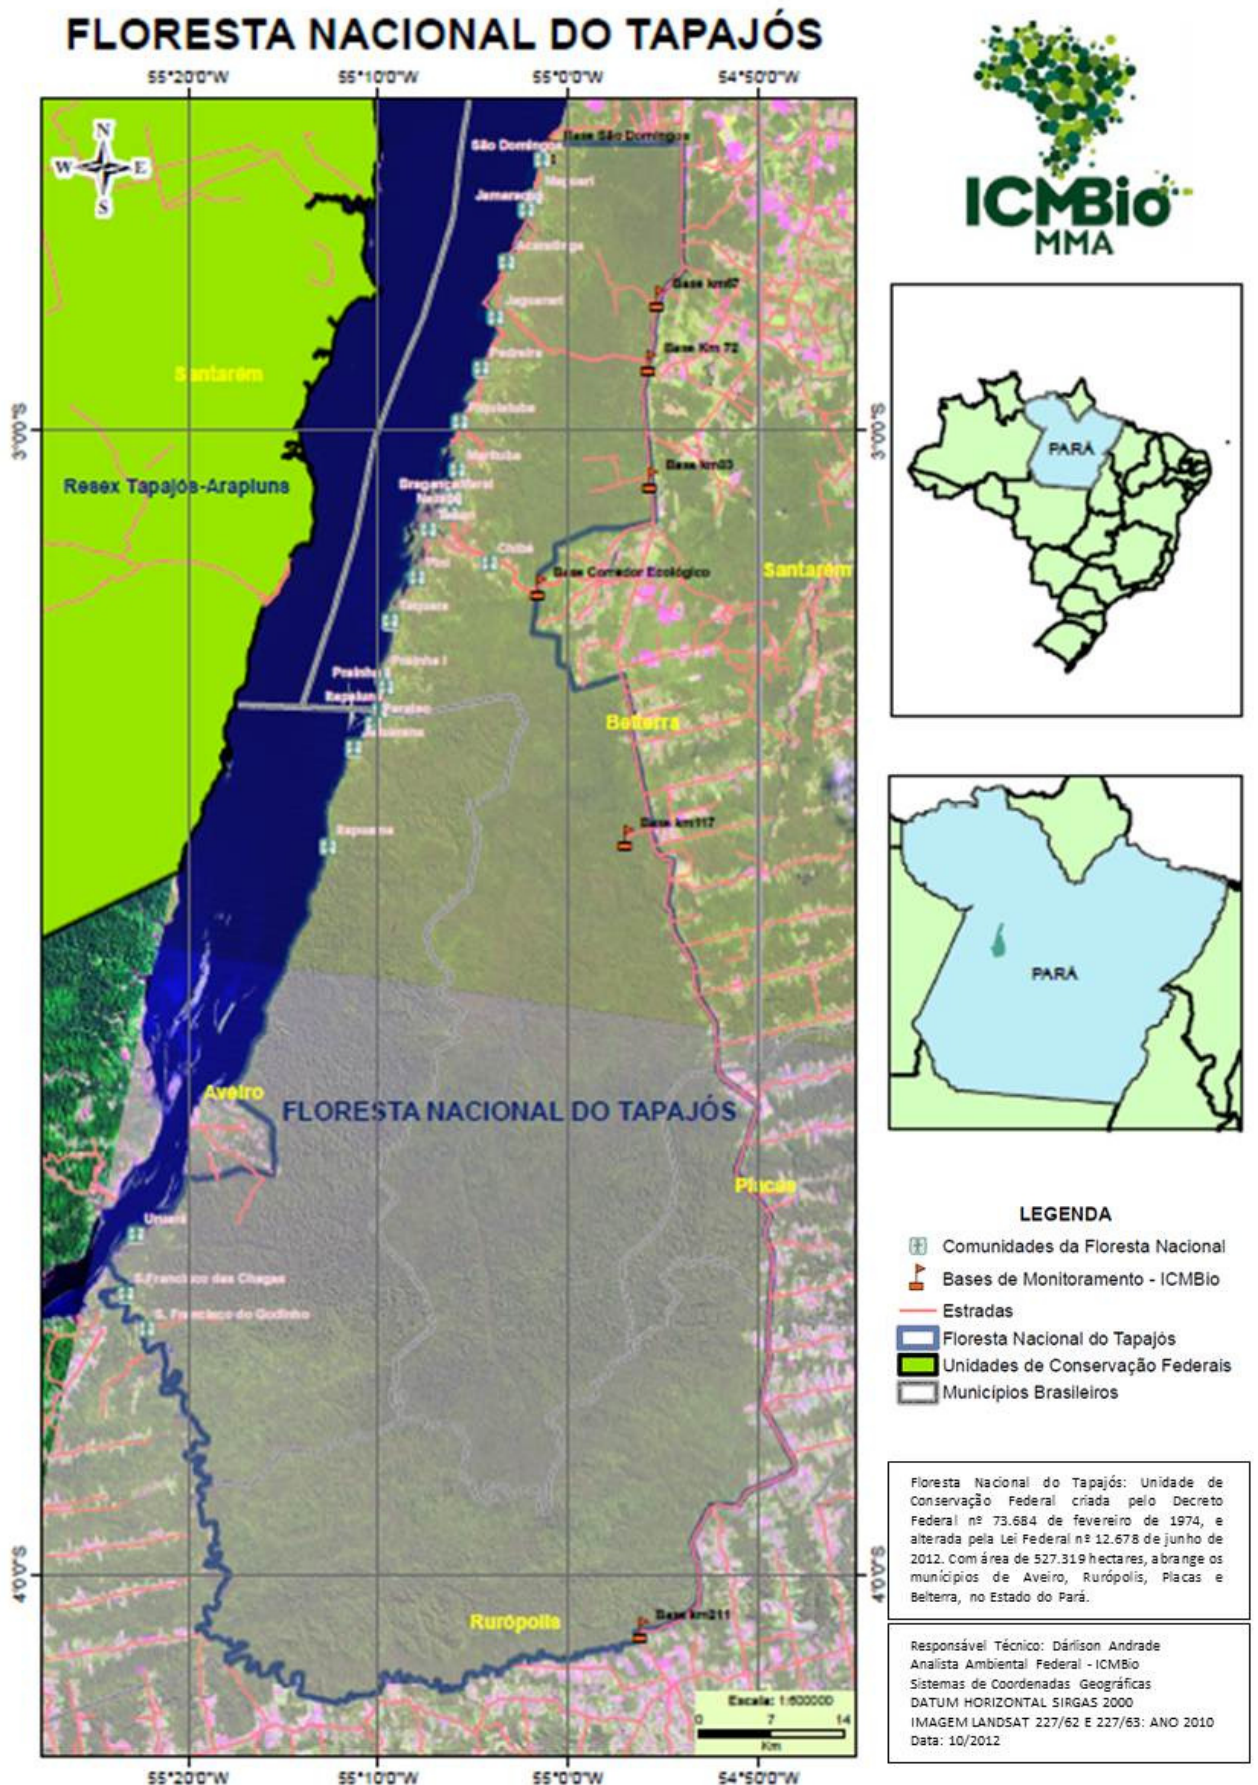 FLORESTA NACIONAL DO TAPAJÓS
55°20'0"W 55°10'0"W 55°0'0"W 54°50'0"W
ICMBio
MMA
N
W E
S
Base São Domingos
São Domingos
Jamaraquá
Acaratinga
Base km67
Jaguarari
Base Km 72
Pedreira
Santarém
Piquiatuba
3°0'0"S 3°0'0"S
Marituba
Base km83
Resex Tapajós-Arapiuns
Chibé
Base Corredor Ecológico
Santarém
Pini
Taquara
Prainha I
Itapaiuna
Paraíso
Belterra
Base km117
Itapuama
Aveiro
FLORESTA NACIONAL DO TAPAJÓS
Placas
S.Francisco das Chagas
S. Francisco do Godinho
4°0'0"S 4°0'0"S
Rurópolis
Base km211
Escala: 1:600000
0 7 14
Km
55°20'0"W 55°10'0"W 55°0'0"W 54°50'0"W
PARÁ
PARÁ
LEGENDA
Comunidades da Floresta Nacional
Bases de Monitoramento - ICMBio
Estradas
Floresta Nacional do Tapajós
Unidades de Conservação Federais
Municípios Brasileiros
Floresta Nacional do Tapajós: Unidade de
Conservação Federal criada pelo Decreto
Federal nº 73.684 de fevereiro de 1974, e
alterada pela Lei Federal nº 12.678 de junho de
2012. Com área de 527.319 hectares, abrange os
munícipios de Aveiro, Rurópolis, Placas e
Belterra, no Estado do Pará.
Responsável Técnico: Dárlison Andrade
Analista Ambiental Federal - ICMBio
Sistemas de Coordenadas Geográficas
DATUM HORIZONTAL SIRGAS 2000
IMAGEM LANDSAT 227/62 E 227/63: ANO 2010
Data: 10/2012